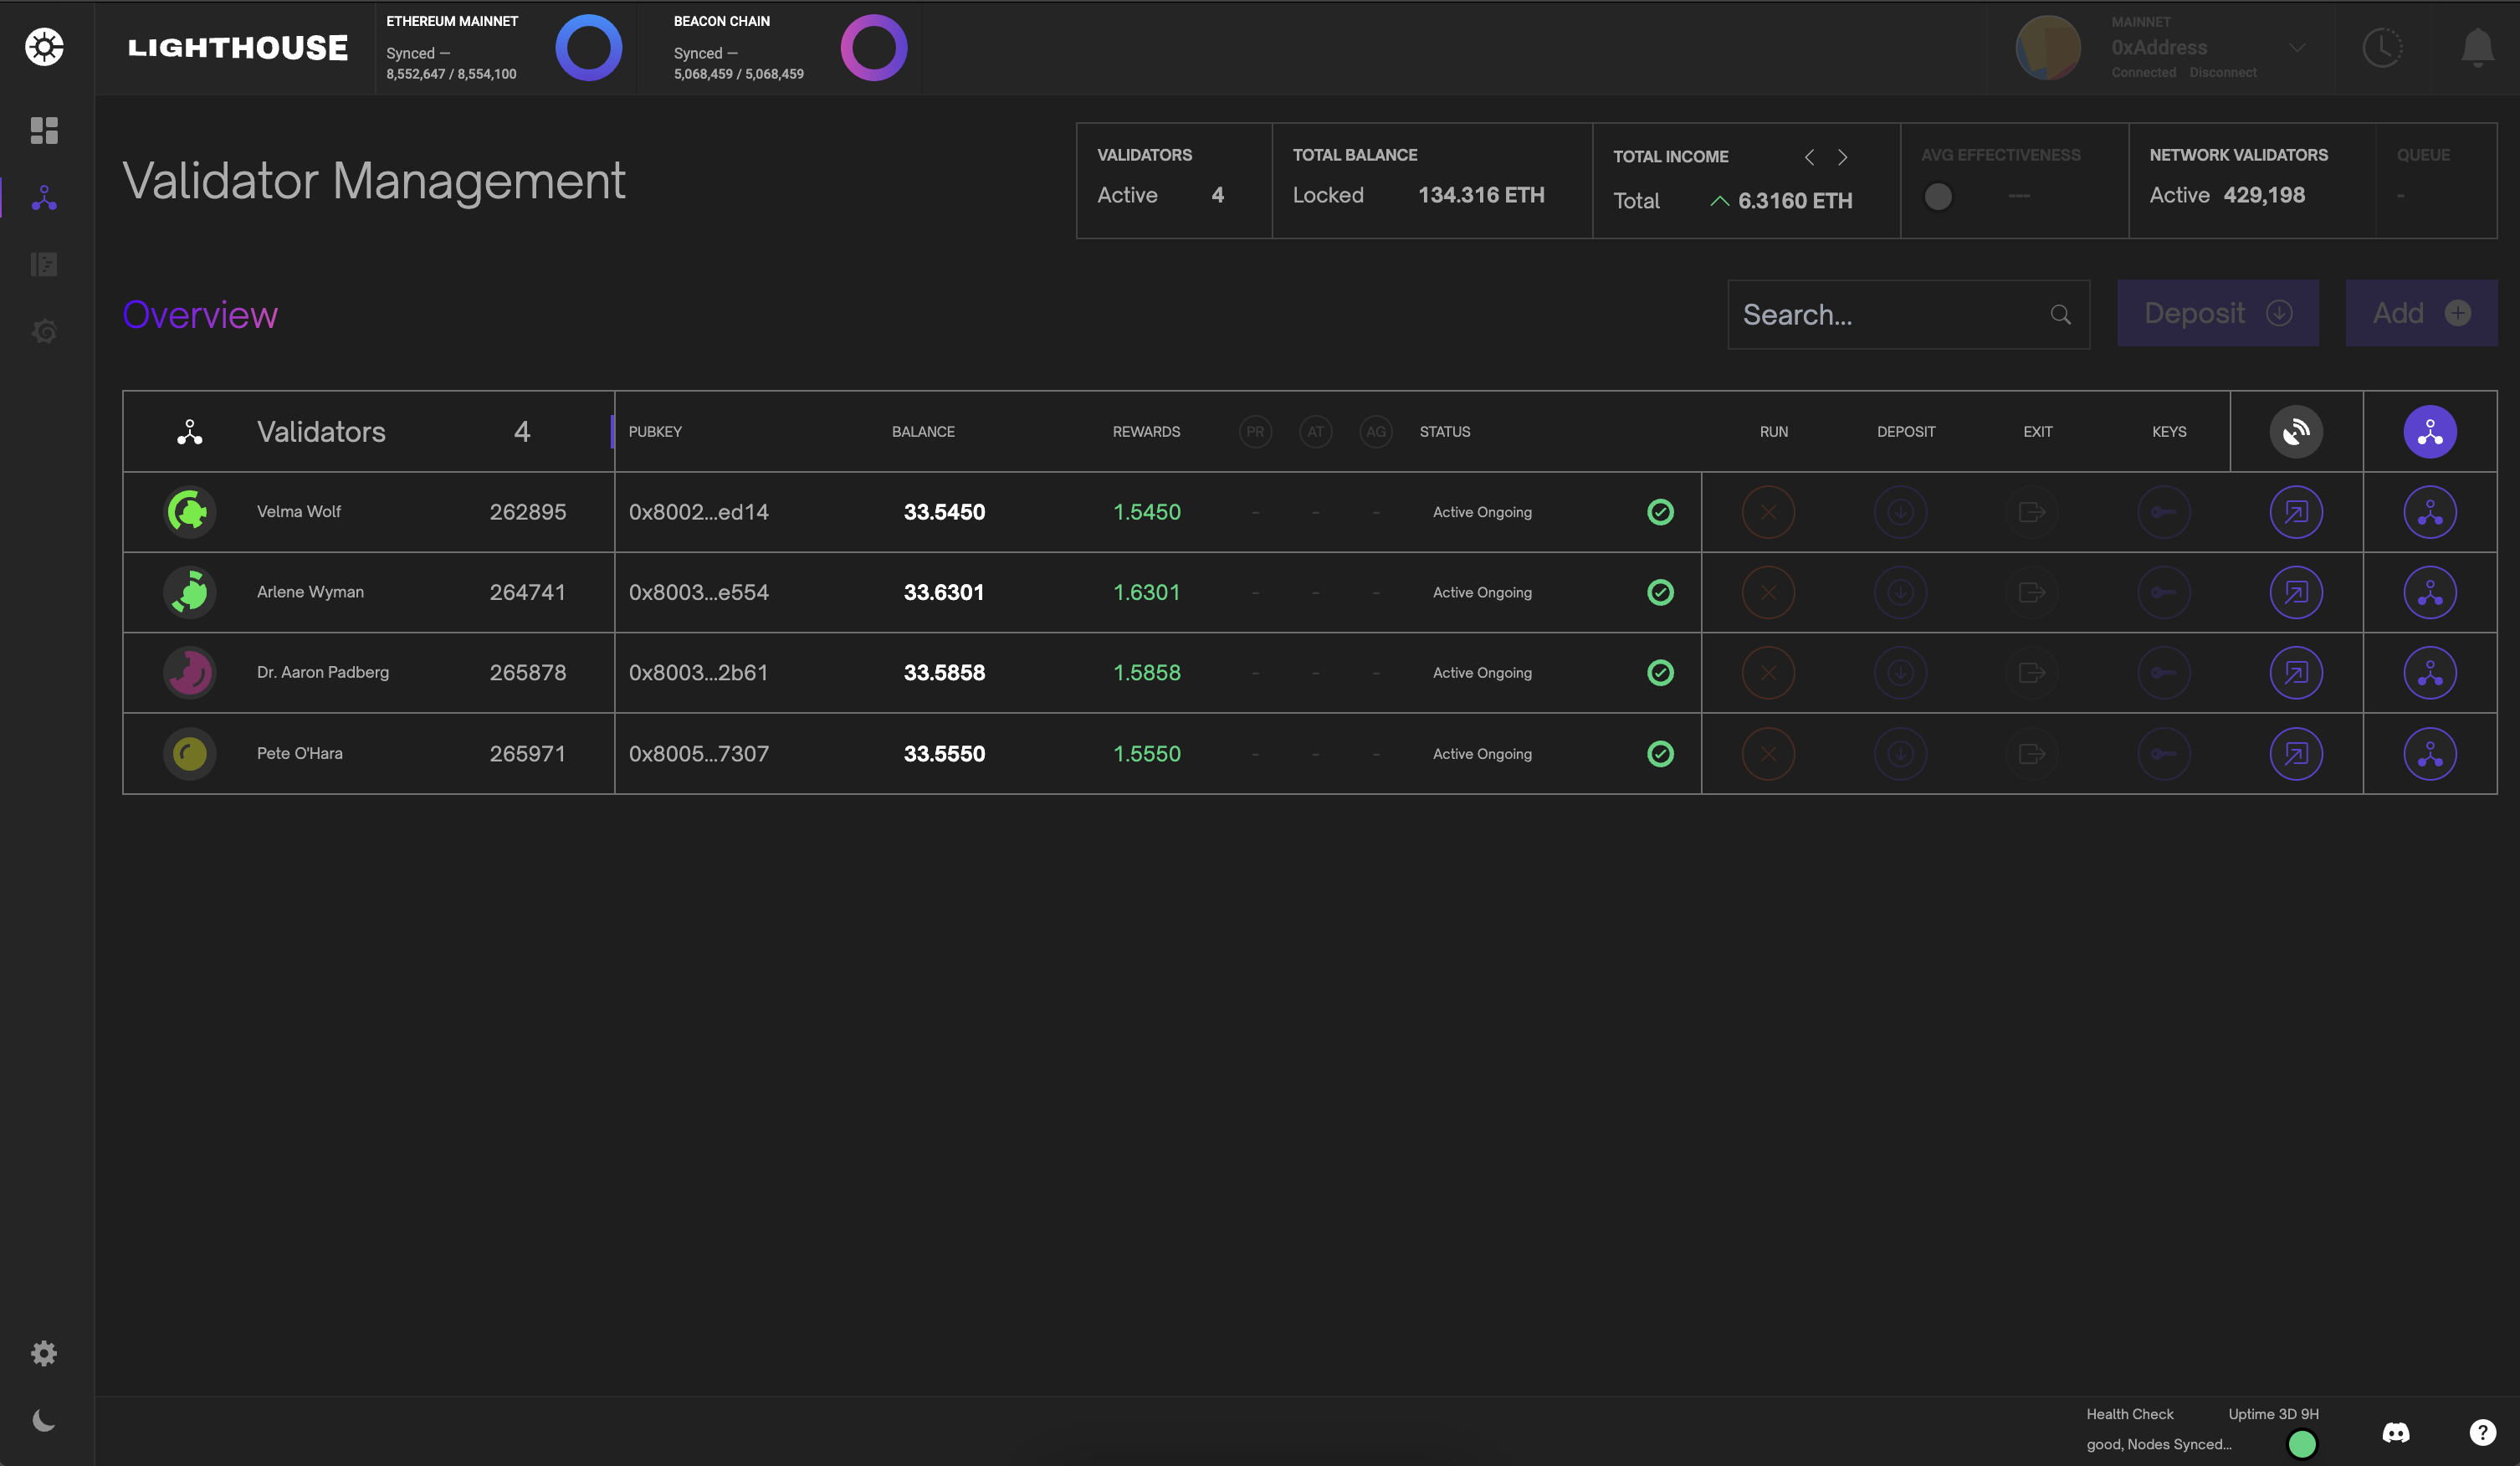 LIGHTHOUSE
ETHEREUM MAINNET
Synced —
8,552,647 / 8,554,100
BEACON CHAIN
Synced —
5,068,459 / 5,068,459
MAINNET
0xAddress
Connected Disconnect
Validator Management
VALIDATORS
Active 4
TOTAL BALANCE
Locked 134.316 ETH
TOTAL INCOME
Total 6.3160 ETH
AVG EFFECTIVENESS
---
NETWORK VALIDATORS
Active 429,198
QUEUE
-
Overview
Search...
Deposit
Add
Validators 4 PUBKEY BALANCE REWARDS PR AT AG STATUS RUN DEPOSIT EXIT KEYS
Velma Wolf 262895 0x8002...ed14 33.5450 1.5450 - - - Active Ongoing
Arlene Wyman 264741 0x8003...e554 33.6301 1.6301 - - - Active Ongoing
Dr. Aaron Padberg 265878 0x8003...2b61 33.5858 1.5858 - - - Active Ongoing
Pete O'Hara 265971 0x8005...7307 33.5550 1.5550 - - - Active Ongoing
Health Check Uptime 3D 9H
good, Nodes Synced...
?